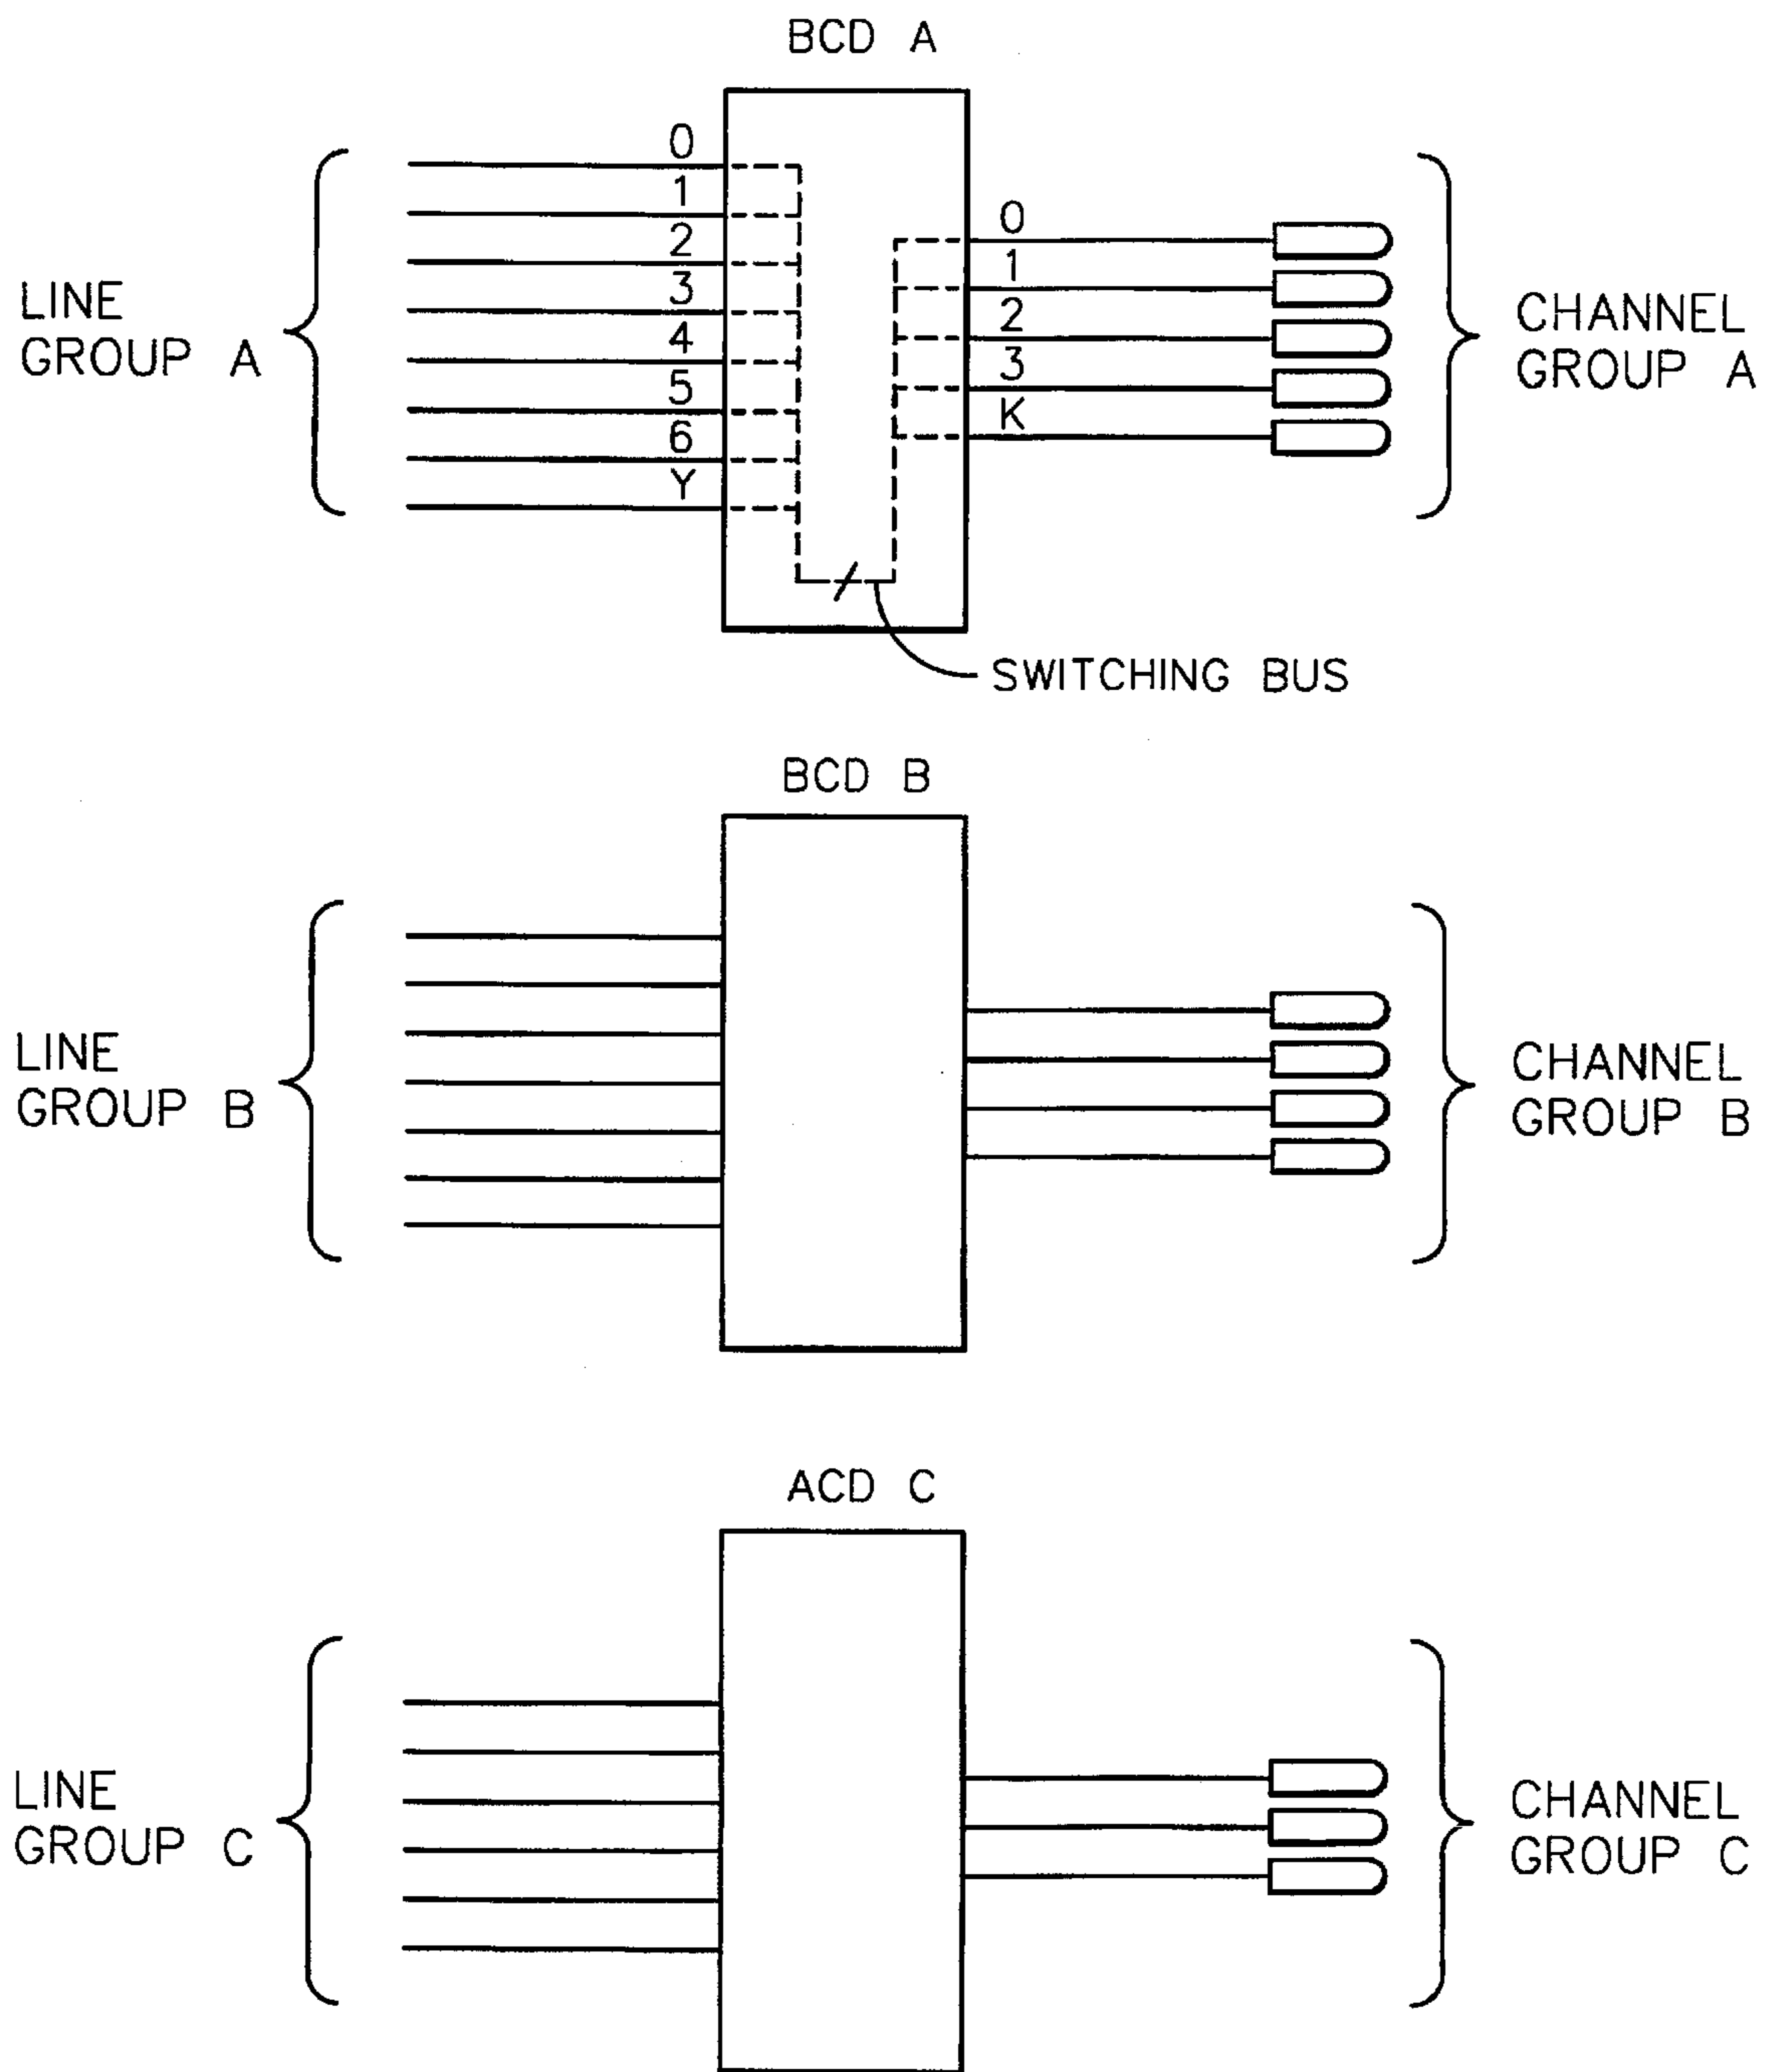 BCD A
0
1
2
3
4
5
6
Y
0
1
2
3
K
LINE
GROUP A
CHANNEL
GROUP A
SWITCHING BUS
BCD B
LINE
GROUP B
CHANNEL
GROUP B
ACD C
LINE
GROUP C
CHANNEL
GROUP C